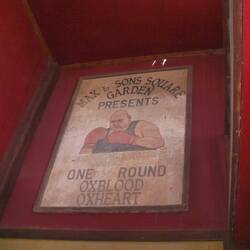 MAX'L SONS SQUARE
GARDEN
PRESENTS
ONE ROUND
OXBLOOD
OXHEART